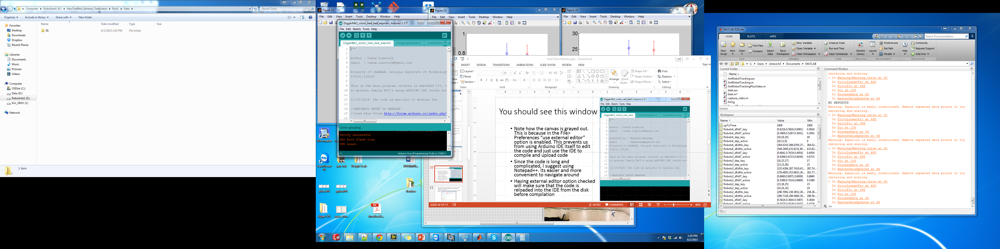 Computer ▸ RoboAnts1 (E:) ▸ NewTestBed_Spheres_TestLorenz ▸ Run1 ▸ Data ▸
Search Data
Organize Include in library Share with New folder
Name Date modified Type Size
R1 8/2/2015 1:03 PM File folder
Favorites
Desktop
Downloads
Dropbox
Recent Places
Libraries
Documents
Music
Pictures
Videos
Computer
OSDisk (C:)
Data (D:)
RoboAnts1 (E:)
Eric_XRAY (J:)
Network
1 item
Figure 22
File Edit View Insert Tools Desktop Window Help
Figure 23
File Edit View Insert Tools Desktop Window Help
1
0.8
Figure 24
File Edit View Insert Tools Desktop Window Help
30
25
DiggerMk2_vision_new_bed_eeprom | Arduino 1.5.7
File Edit Sketch Tools Help
DiggerMk2_vision_new_bed_eeprom ChargingDetector.h
1 /**
2
3 Author : Vadim Linevich
4 email : vadim.linevich@gmail.com
5
6 Property of CRABLAB, Georgia Institute of Technology
7 [2013]-[2014]
8
9 This is the main program, written in embedded C++, t
10 to Arduino family MCU's using ARDUINO IDE (works wit
11
12 11/13/2014: the code is specific to Arduino Due
13
14 //WATCHDOG RESET IS ENABLED
15 //read this forum http://forum.arduino.cc/index.php?
16
Done uploading.
Verify successful
Set boot flash true
CPU reset.
1 Arduino Due (Programming Port) on COM11
SDFormatter
TeamViewer 10
jam vids
Weight Scale
SWARM20...
plotz.JPG
pplot.JPG
Renders
digger STL
space_tim...
timeDoc43...
HowToRunRobots.pptx - PowerPoint
INSERT DESIGN TRANSITIONS ANIMATIONS SLIDE SHOW REVIEW VIEW
Sign in
Layout
Reset
Section
Slides
28
Font
Paragraph
Arrange
Quick Styles
Shape Fill
Shape Outline
Shape Effects
Drawing
Find
Replace
Select
Editing
6 5 4 3 2 1 0 1 2 3 4 5 6
10
11
You should see this window
• Note how the canvas is grayed out.
This is because in the File>
Preferences “use external editor”
option is enabled. This prevents us
from using Arduino IDE itself to edit
the code and just use the IDE to
compile and upload code
• Since the code is long and
complicated, I suggest using
Notepad++. Its easier and more
convenient to navigate around
• Having external editor option checked
will make sure that the code is
reloaded into the IDE from the disk
before compilation
DiggerMk2_vision_new_bed | Arduino 1.5.7
File Edit Sketch Tools Help
DiggerMk2_vision_new_bed ChargingDetector.h CurrentSensor.cpp
Author : Vadim Linevich
email : vadim.linevich@gmail.com
modified by : Mustafa Mukadam
email : mhmukadam@gatech.edu
Property of CRABLAB, Georgia Institute of Technology
[2013]-[2014]
This is the main program, written in embedded C++, t
to Arduino family MCU's using ARDUINO IDE (works wit
11/13/2014: the code is specific to Arduino Due
//WATCHDOG RESET ENABLED
SLIDE 10 OF 17
NOTES COMMENTS 66%
1:18 PM
8/2/2015
MATLAB R2014a
HOME PLOTS APPS
Search Documentation
New Script
New
Open
Find Files
Compare
Import Data
Save Workspace
New Variable
Open Variable
Clear Workspace
Analyze Code
Run and Time
Clear Commands
Simulink Library
Layout
Preferences
Set Path
Parallel
Help
Community
Request Support
Add-Ons
FILE VARIABLE CODE SIMULINK ENVIRONMENT RESOURCES
C: ▸ Users ▸ vlinevich3 ▸ Documents ▸ MATLAB
Current Folder
Name
AntRobotTracking.asv
AntRobotTracking.m
AntRobotTrackingPlusVideo.m
blah.asv
blah.m*
capture_video.m
F4.fig
Details
Workspace
Name Value Min
upToTime 1900 1900
Robots4_dNdT_lazy [0.6216,0.5816,0.6081] 0.5816
Robots4_dNdT_active [0.3600,0.5287,0.3041] 0.3041
Robots4_dep_lazy [18,19,20] 18
Robots4_dep_active [16,12,9] 9
Robots4_dEdNn_lazy [364.0210,388.0350,37... 364.02...
Robots4_dEdNn_active [548.3400,433.8231,80... 433.82...
Robots3_dNdT_lazy [0.6841,0.7634,0.4954] 0.4954
Robots3_dNdT_active [0.8368,0.6715,0.8459] 0.6715
Robots3_dep_lazy [18,23,17] 17
Robots3_dep_active [23,23,28] 23
Robots3_dEdNn_lazy [332.4284,287.7419,45... 287.74...
Robots3_dEdNn_active [276.4893,353.9832,26... 262.77...
Robots2_dNdT_lazy [0.6860,0.8971,0.8009] 0.6860
Robots2_dNdT_active [0.5389,0.7024,0.6889] 0.5389
Robots2_dep_lazy [23,28,25] 23
Robots2_dep_active [19,24,24] 19
Robots2_dEdNn_lazy [290.7992,238.3652,26... 238.36...
Robots2_dEdNn_active [380.7328,298.5660,30... 298.56...
Robots1_dNdT_lazy [0.5624,0.3644,0.5487] 0.3644
Command Window
centering and scaling.
> In Warning>Warning.throw at 30
In fit>iLinearFit at 690
In fit>iFit at 396
In fit at 108
In ProcessData at 63
In MasterDataSpheres at 66
NO DEPOSITS
Warning: Equation is badly conditioned. Remove repeated data points or try
centering and scaling.
> In Warning>Warning.throw at 30
In fit>iLinearFit at 690
In fit>iFit at 396
In fit at 108
In ProcessData at 54
In MasterDataSpheres at 68
Warning: Equation is badly conditioned. Remove repeated data points or try
centering and scaling.
> In Warning>Warning.throw at 30
In fit>iLinearFit at 690
In fit>iFit at 396
In fit at 108
In ProcessData at 56
In MasterDataSpheres at 68
Warning: Equation is badly conditioned. Remove repeated data points or try
centering and scaling.
> In Warning>Warning.throw at 30
In fit>iLinearFit at 690
In fit>iFit at 396
In fit at 108
In ProcessData at 63
In MasterDataSpheres at 68
fx >>